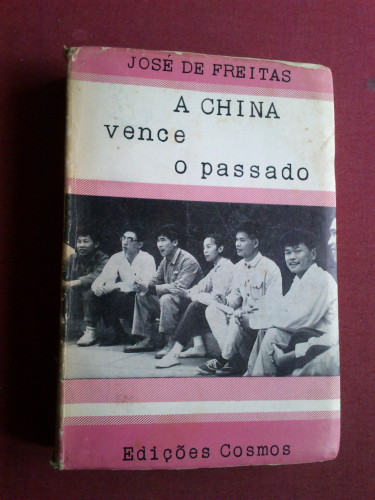 JOSÉ DE FREITAS
A CHINA
vence
o passado
Edições Cosmos